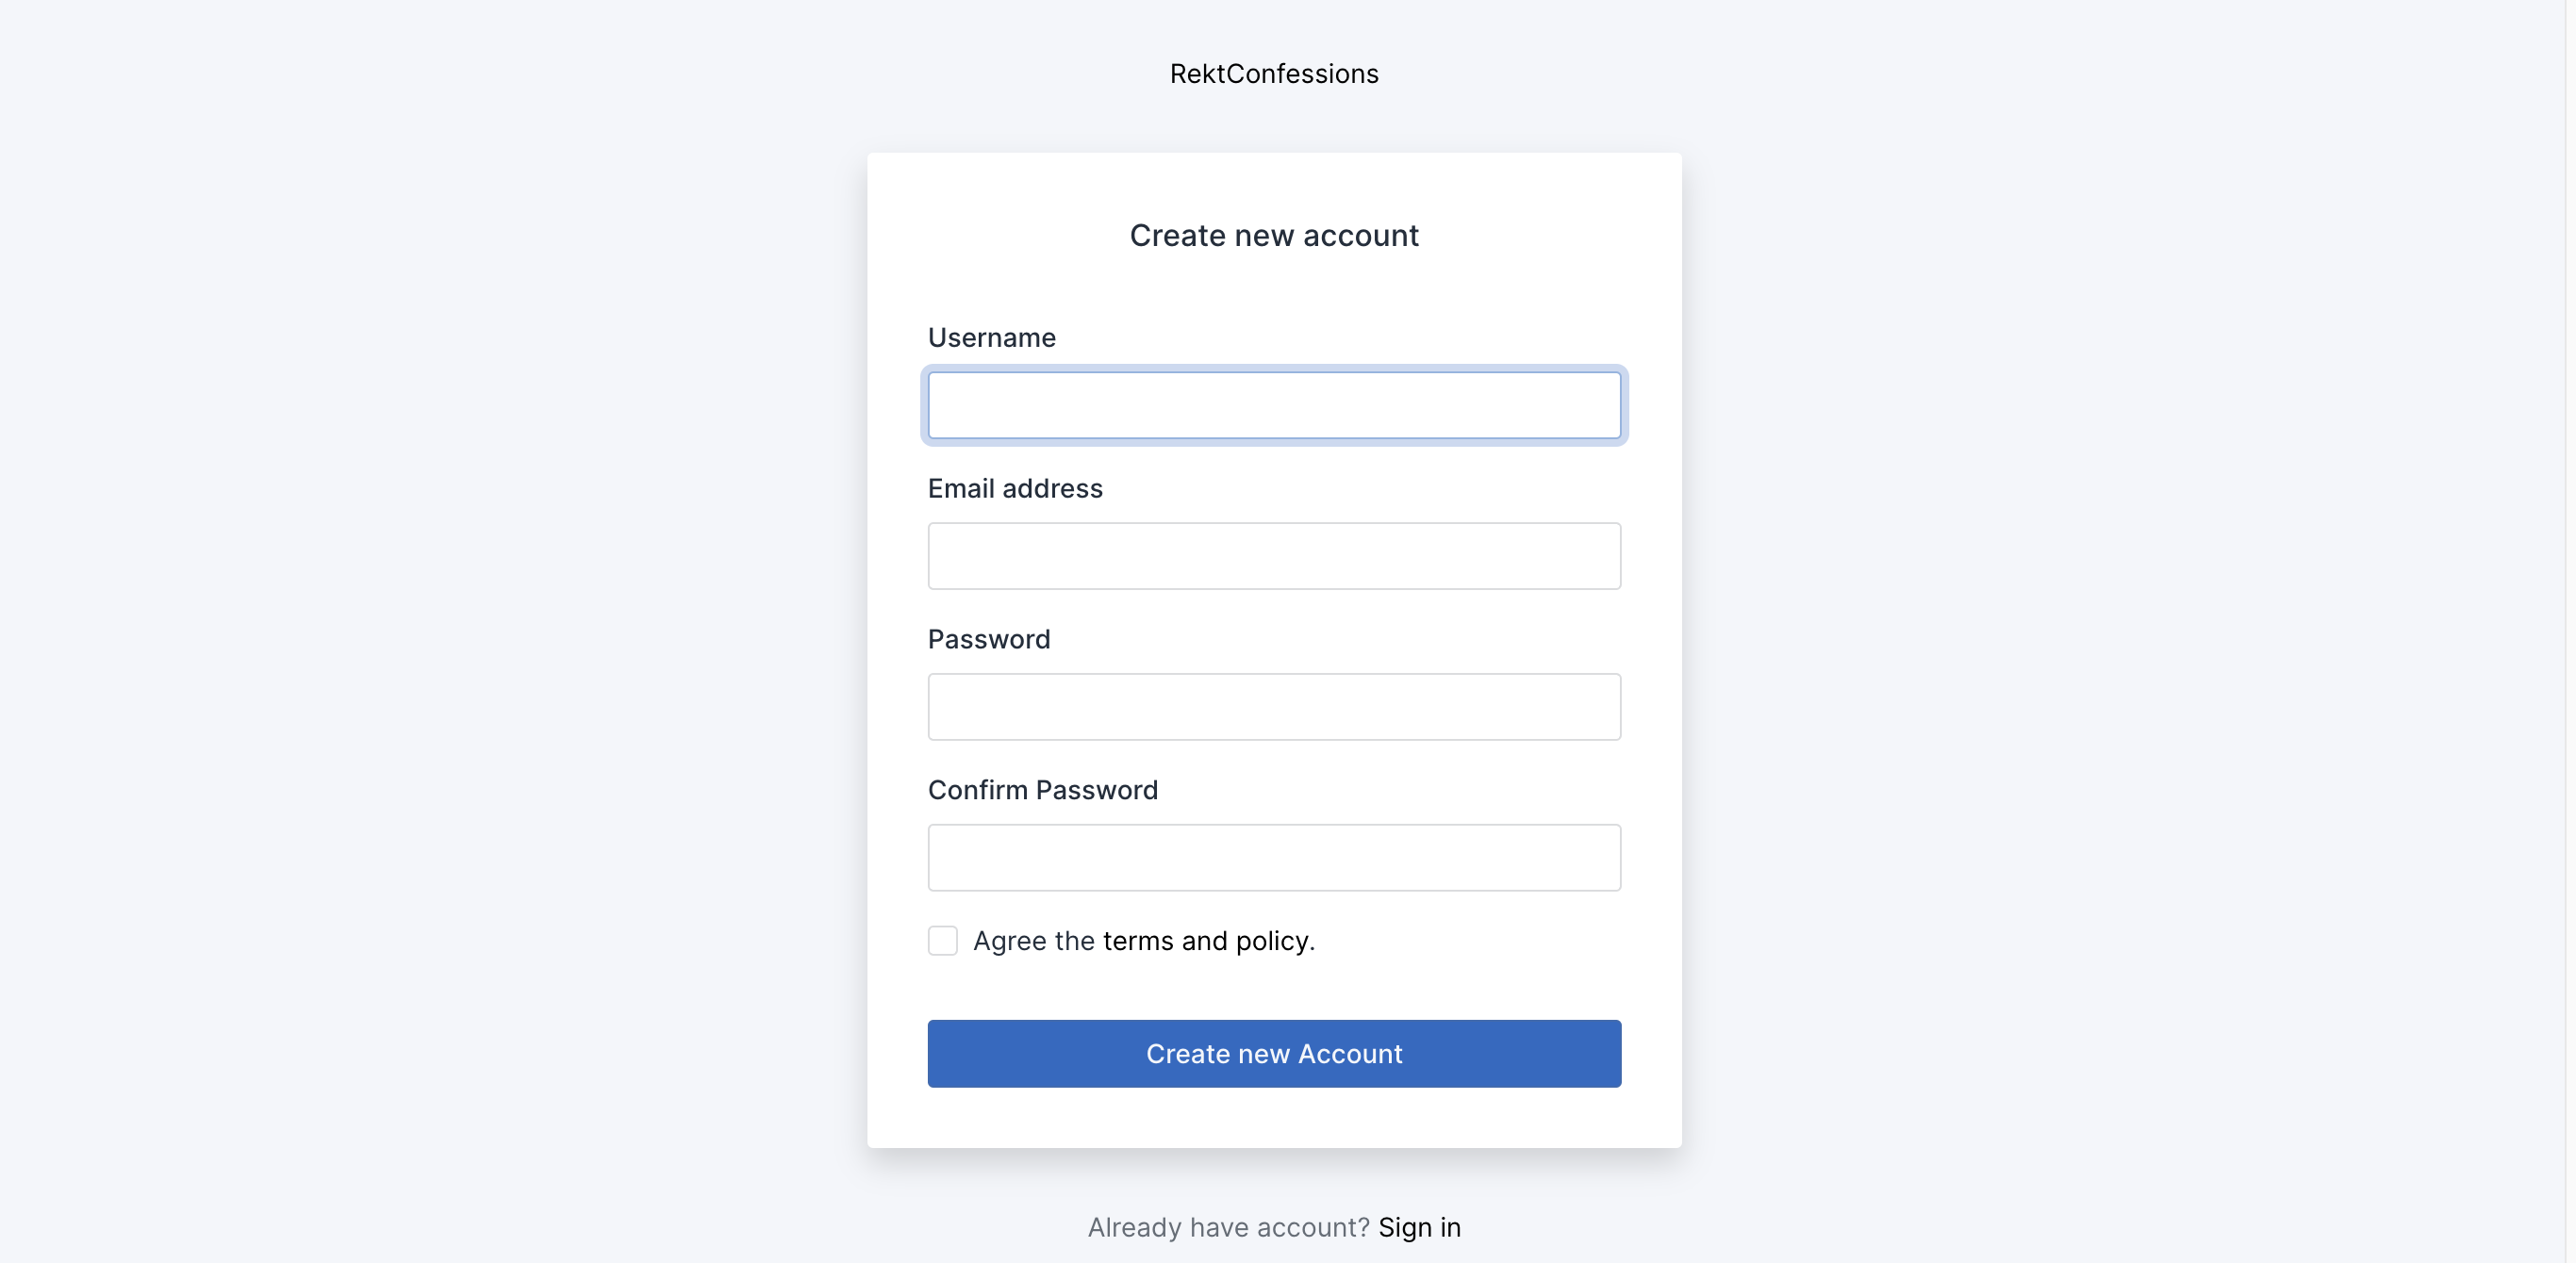 RektConfessions
Create new account
Username
Email address
Password
Confirm Password
Agree the terms and policy.
Create new Account
Already have account? Sign in